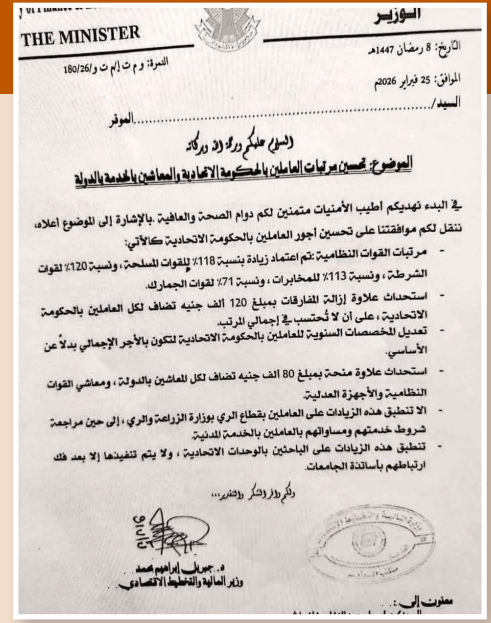 y of Finance &
الـوزيـر
THE MINISTER
التاريخ: 8 رمضان 1447هـ
النمرة: و م ت إ/م ت و/180/26
الموافق: 25 فبراير 2026م
السيد/............................الموقر
السلام عليكم ورحمة الله وبركاته
الموضوع: تحسين مرتبات العاملين بالحكومة الاتحادية والمعاشين بالخدمة بالدولة
في البدء نهديكم أطيب الأمنيات متمنين لكم دوام الصحة والعافية .بالإشارة إلى الموضوع أعلاه،
ننقل لكم موافقتنا على تحسين أجور العاملين بالحكومة الاتحادية كالآتي:
- مرتبات القوات النظامية :تم اعتماد زيادة بنسبة 118٪ للقوات المسلحة ، ونسبة 120٪ لقوات
الشرطة ، ونسبة 113٪ للمخابرات ، ونسبة 71٪ لقوات الجمارك.
- استحداث علاوة إزالة المفارقات بمبلغ 120 ألف جنيه تضاف لكل العاملين بالحكومة
الاتحادية ، على أن لا تُحتسب في إجمالي المرتب.
- تعديل المخصصات السنوية للعاملين بالحكومة الاتحادية لتكون بالأجر الإجمالي بدلاً عن
الأساسي.
- استحداث علاوة منحة بمبلغ 80 ألف جنيه تضاف لكل المعاشين بالدولة ، ومعاشي القوات
النظامية والأجهزة العدلية.
- الا تنطبق هذه الزيادات على العاملين بقطاع الري بوزارة الزراعة والري ، إلى حين مراجعة
شروط خدمتهم ومساواتهم بالعاملين بالخدمة المدنية.
- تنطبق هذه الزيادات على الباحثين بالوحدات الاتحادية ، ولا يتم تنفيذها إلا بعد فك
ارتباطهم بأساتذة الجامعات.
ولكم وافر الشكر والتقدير،،،
د. جبريل إبراهيم محمد
وزير المالية والتخطيط الاقتصادي
معنون إلى :